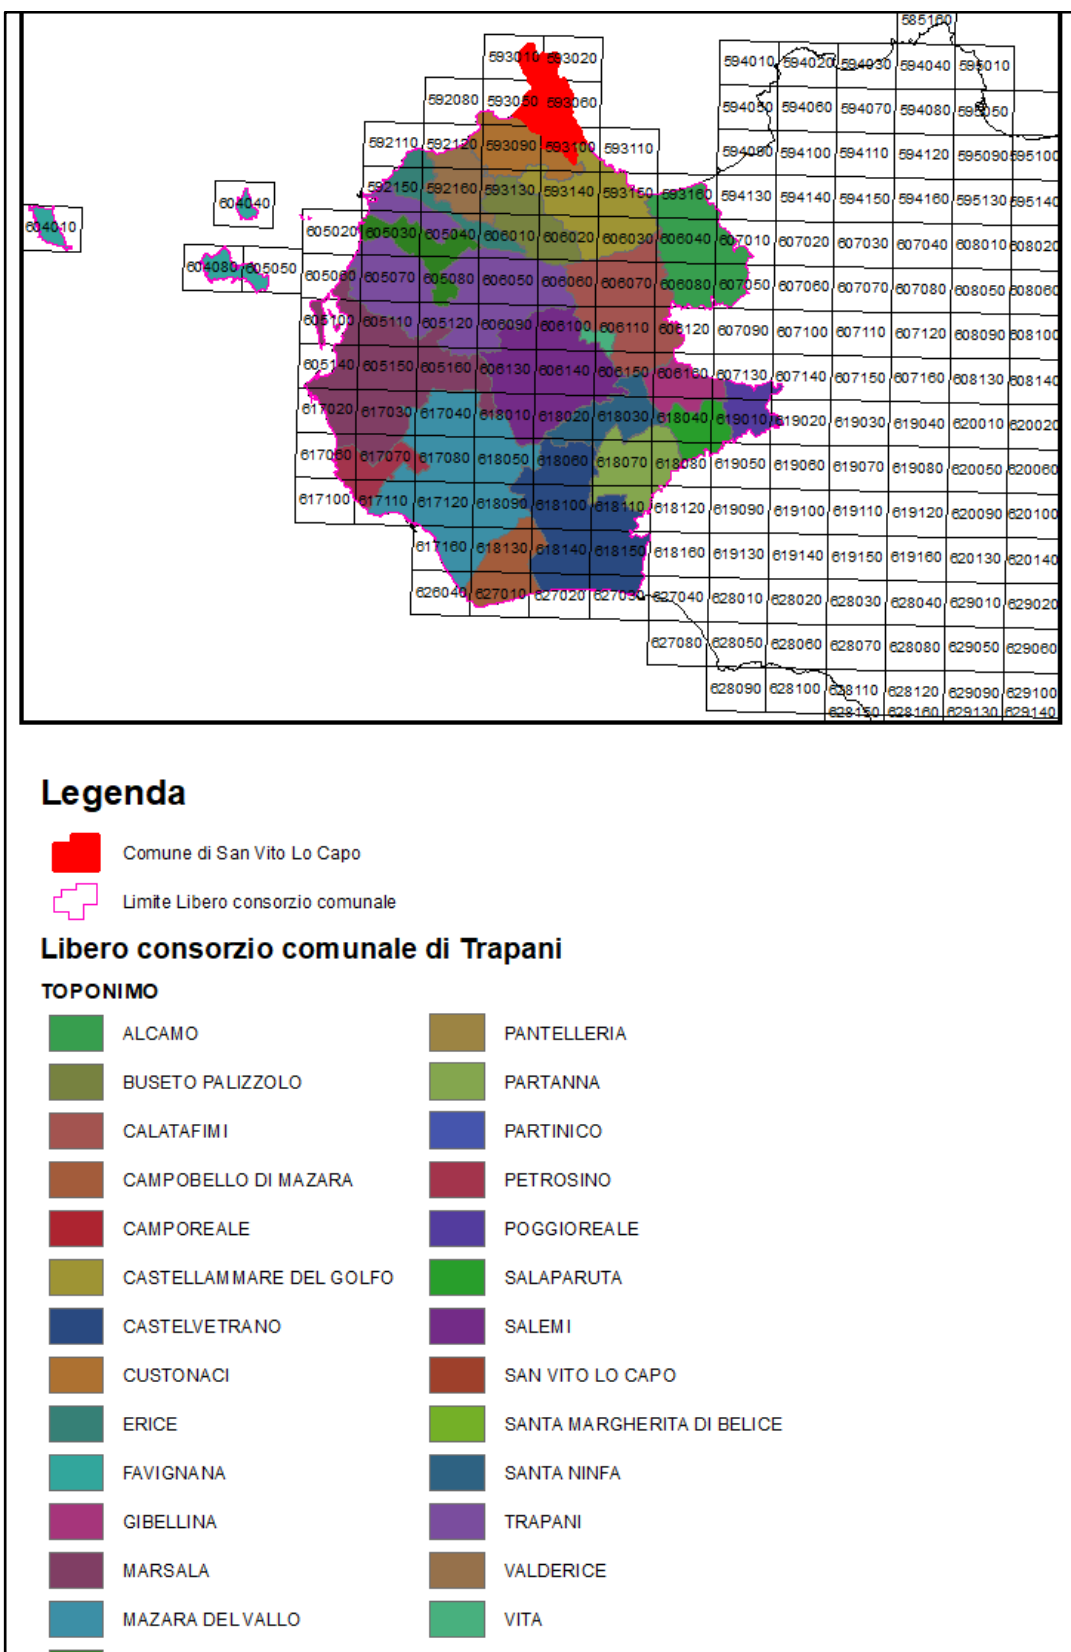 585160
593010 593020 594010 594020 594030 594040 595010
592080 593050 593060 594050 594060 594070 594080 595050
592110 592120 593090 593100 593110 594090 594100 594110 594120 595090 595100
592150 592160 593130 593140 593150 593160 594130 594140 594150 594160 595130 595140
604040
604010 605020 605030 605040 606010 606020 606030 606040 607010 607020 607030 607040 608010 608020
604080 605050 605060 605070 605080 606050 606060 606070 606080 607050 607060 607070 607080 608050 608060
605100 605110 605120 606090 606100 606110 606120 607090 607100 607110 607120 608090 608100
605140 605150 605160 606130 606140 606150 606130 607130 607140 607150 607160 608130 608140
617020 617030 617040 618010 618020 618030 618040 619010 619020 619030 619040 620010 620020
617060 617070 617080 618050 618060 618070 618080 619050 619060 619070 619080 620050 620060
617100 617110 617120 618090 618100 618110 618120 619090 619100 619110 619120 620090 620100
617160 618130 618140 618150 618160 619130 619140 619150 619160 620130 620140
626040 627010 627020 627030 627040 628010 628020 628030 628040 629010 629020
627080 628050 628060 628070 628080 629050 629060
628090 628100 628110 628120 629090 629100
628150 628160 629130 629140
Legenda
Comune di San Vito Lo Capo
Limite Libero consorzio comunale
Libero consorzio comunale di Trapani
TOPONIMO
ALCAMO
BUSETO PALIZZOLO
CALATAFIMI
CAMPOBELLO DI MAZARA
CAMPOREALE
CASTELLAMMARE DEL GOLFO
CASTELVETRANO
CUSTONACI
ERICE
FAVIGNANA
GIBELLINA
MARSALA
MAZARA DEL VALLO
PANTELLERIA
PARTANNA
PARTINICO
PETROSINO
POGGIOREALE
SALAPARUTA
SALEMI
SAN VITO LO CAPO
SANTA MARGHERITA DI BELICE
SANTA NINFA
TRAPANI
VALDERICE
VITA